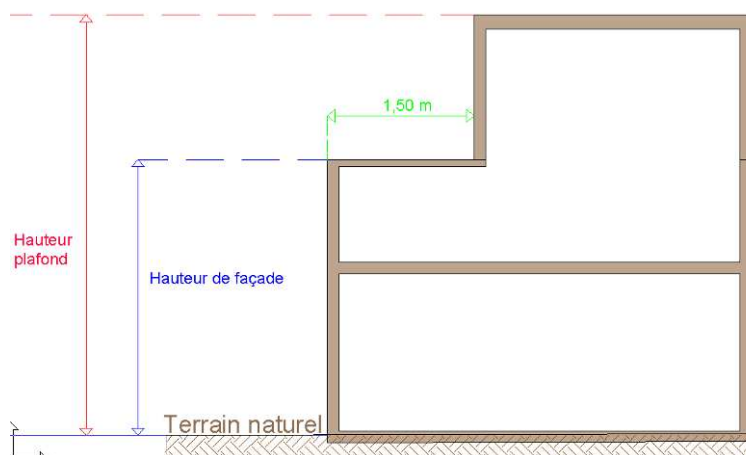 1,50 m
Hauteur
plafond
Hauteur de façade
Terrain naturel